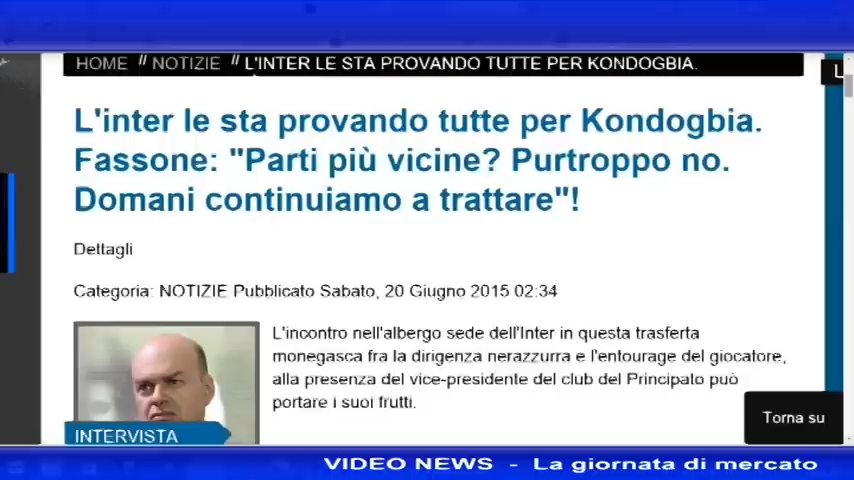 HOME // NOTIZIE // L'INTER LE STA PROVANDO TUTTE PER KONDOGBIA.
L'inter le sta provando tutte per Kondogbia.
Fassone: "Parti più vicine? Purtroppo no.
Domani continuiamo a trattare"!
Dettagli
Categoria: NOTIZIE Pubblicato Sabato, 20 Giugno 2015 02:34
L'incontro nell'albergo sede dell'Inter in questa trasferta
monegasca fra la dirigenza nerazzurra e l'entourage del giocatore,
alla presenza del vice-presidente del club del Principato può
portare i suoi frutti.
INTERVISTA
Torna su
VIDEO NEWS - La giornata di mercato